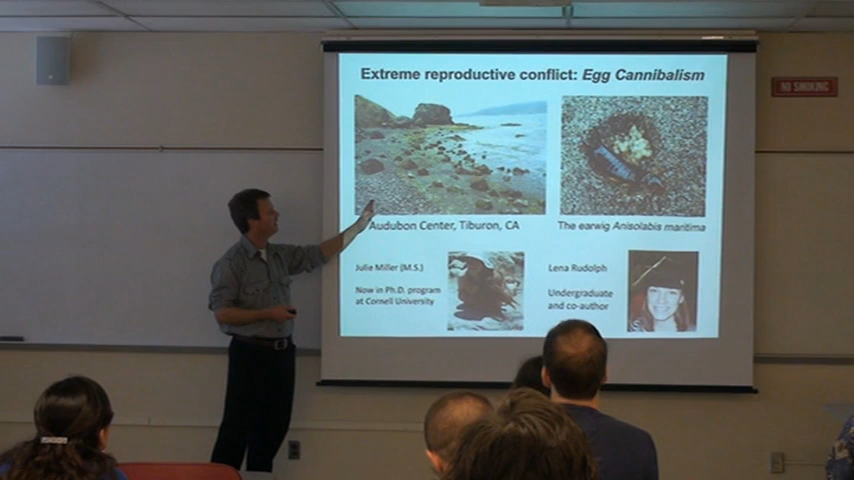 Extreme reproductive conflict: Egg Cannibalism
NO SMOKING
Audubon Center, Tiburon, CA
The earwig Anisolabis maritima
Julie Miller (M.S.)
Now in Ph.D. program
at Cornell University
Lena Rudolph
Undergraduate
and co-author